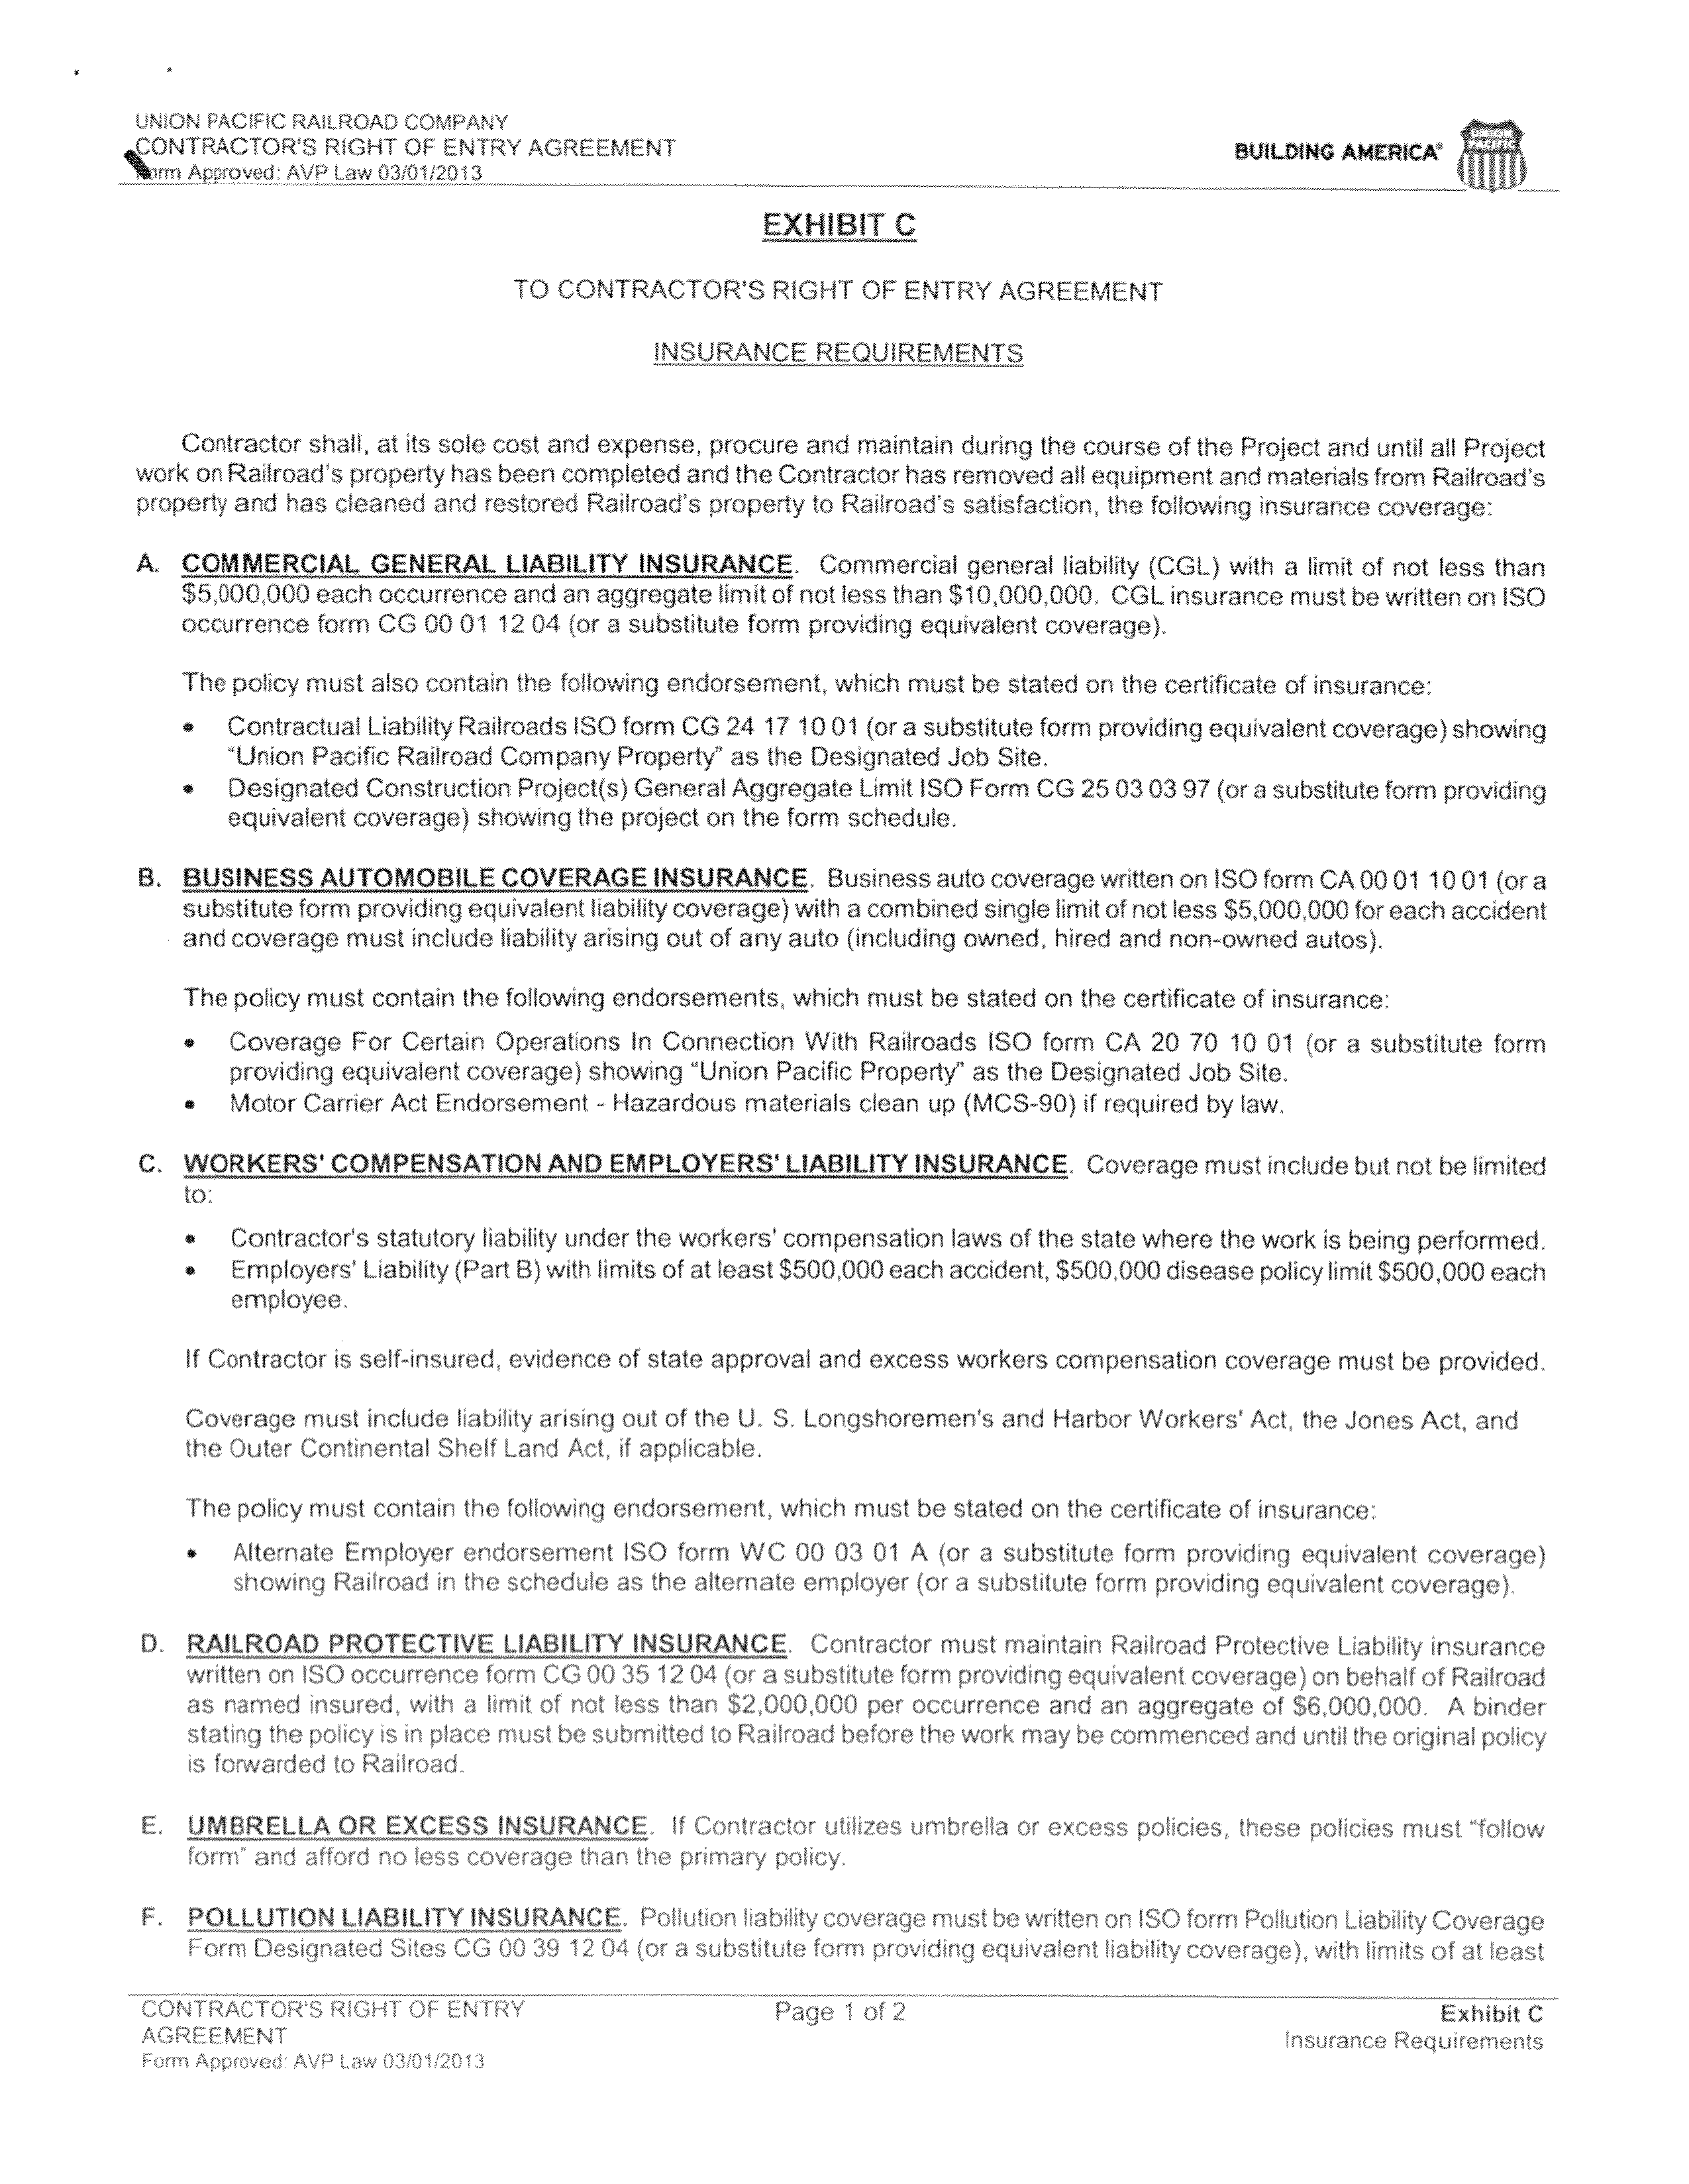 UNION PACIFIC RAILROAD COMPANY
CONTRACTOR'S RIGHT OF ENTRY AGREEMENT
orm Approved: AVP Law 03/01/2013
BUILDING AMERICA®
UNION
PACIFIC
EXHIBIT C
TO CONTRACTOR'S RIGHT OF ENTRY AGREEMENT
INSURANCE REQUIREMENTS
Contractor shall, at its sole cost and expense, procure and maintain during the course of the Project and until all Project
work on Railroad's property has been completed and the Contractor has removed all equipment and materials from Railroad's
property and has cleaned and restored Railroad's property to Railroad's satisfaction, the following insurance coverage:
A. COMMERCIAL GENERAL LIABILITY INSURANCE. Commercial general liability (CGL) with a limit of not less than
$5,000,000 each occurrence and an aggregate limit of not less than $10,000,000. CGL insurance must be written on ISO
occurrence form CG 00 01 12 04 (or a substitute form providing equivalent coverage).
The policy must also contain the following endorsement, which must be stated on the certificate of insurance:
• Contractual Liability Railroads ISO form CG 24 17 10 01 (or a substitute form providing equivalent coverage) showing
"Union Pacific Railroad Company Property" as the Designated Job Site.
• Designated Construction Project(s) General Aggregate Limit ISO Form CG 25 03 03 97 (or a substitute form providing
equivalent coverage) showing the project on the form schedule.
B. BUSINESS AUTOMOBILE COVERAGE INSURANCE. Business auto coverage written on ISO form CA 00 01 10 01 (or a
substitute form providing equivalent liability coverage) with a combined single limit of not less $5,000,000 for each accident
and coverage must include liability arising out of any auto (including owned, hired and non-owned autos).
The policy must contain the following endorsements, which must be stated on the certificate of insurance:
• Coverage For Certain Operations In Connection With Railroads ISO form CA 20 70 10 01 (or a substitute form
providing equivalent coverage) showing "Union Pacific Property" as the Designated Job Site.
• Motor Carrier Act Endorsement - Hazardous materials clean up (MCS-90) if required by law.
C. WORKERS' COMPENSATION AND EMPLOYERS' LIABILITY INSURANCE. Coverage must include but not be limited
to:
• Contractor's statutory liability under the workers' compensation laws of the state where the work is being performed.
• Employers' Liability (Part B) with limits of at least $500,000 each accident, $500,000 disease policy limit $500,000 each
employee.
If Contractor is self-insured, evidence of state approval and excess workers compensation coverage must be provided.
Coverage must include liability arising out of the U. S. Longshoremen's and Harbor Workers' Act, the Jones Act, and
the Outer Continental Shelf Land Act, if applicable.
The policy must contain the following endorsement, which must be stated on the certificate of insurance:
• Alternate Employer endorsement ISO form WC 00 03 01 A (or a substitute form providing equivalent coverage)
showing Railroad in the schedule as the alternate employer (or a substitute form providing equivalent coverage).
D. RAILROAD PROTECTIVE LIABILITY INSURANCE. Contractor must maintain Railroad Protective Liability insurance
written on ISO occurrence form CG 00 35 12 04 (or a substitute form providing equivalent coverage) on behalf of Railroad
as named insured, with a limit of not less than $2,000,000 per occurrence and an aggregate of $6,000,000. A binder
stating the policy is in place must be submitted to Railroad before the work may be commenced and until the original policy
is forwarded to Railroad.
E. UMBRELLA OR EXCESS INSURANCE. If Contractor utilizes umbrella or excess policies, these policies must "follow
form" and afford no less coverage than the primary policy.
F. POLLUTION LIABILITY INSURANCE. Pollution liability coverage must be written on ISO form Pollution Liability Coverage
Form Designated Sites CG 00 39 12 04 (or a substitute form providing equivalent liability coverage), with limits of at least
CONTRACTOR'S RIGHT OF ENTRY
AGREEMENT
Form Approved: AVP Law 03/01/2013
Page 1 of 2
Exhibit C
Insurance Requirements